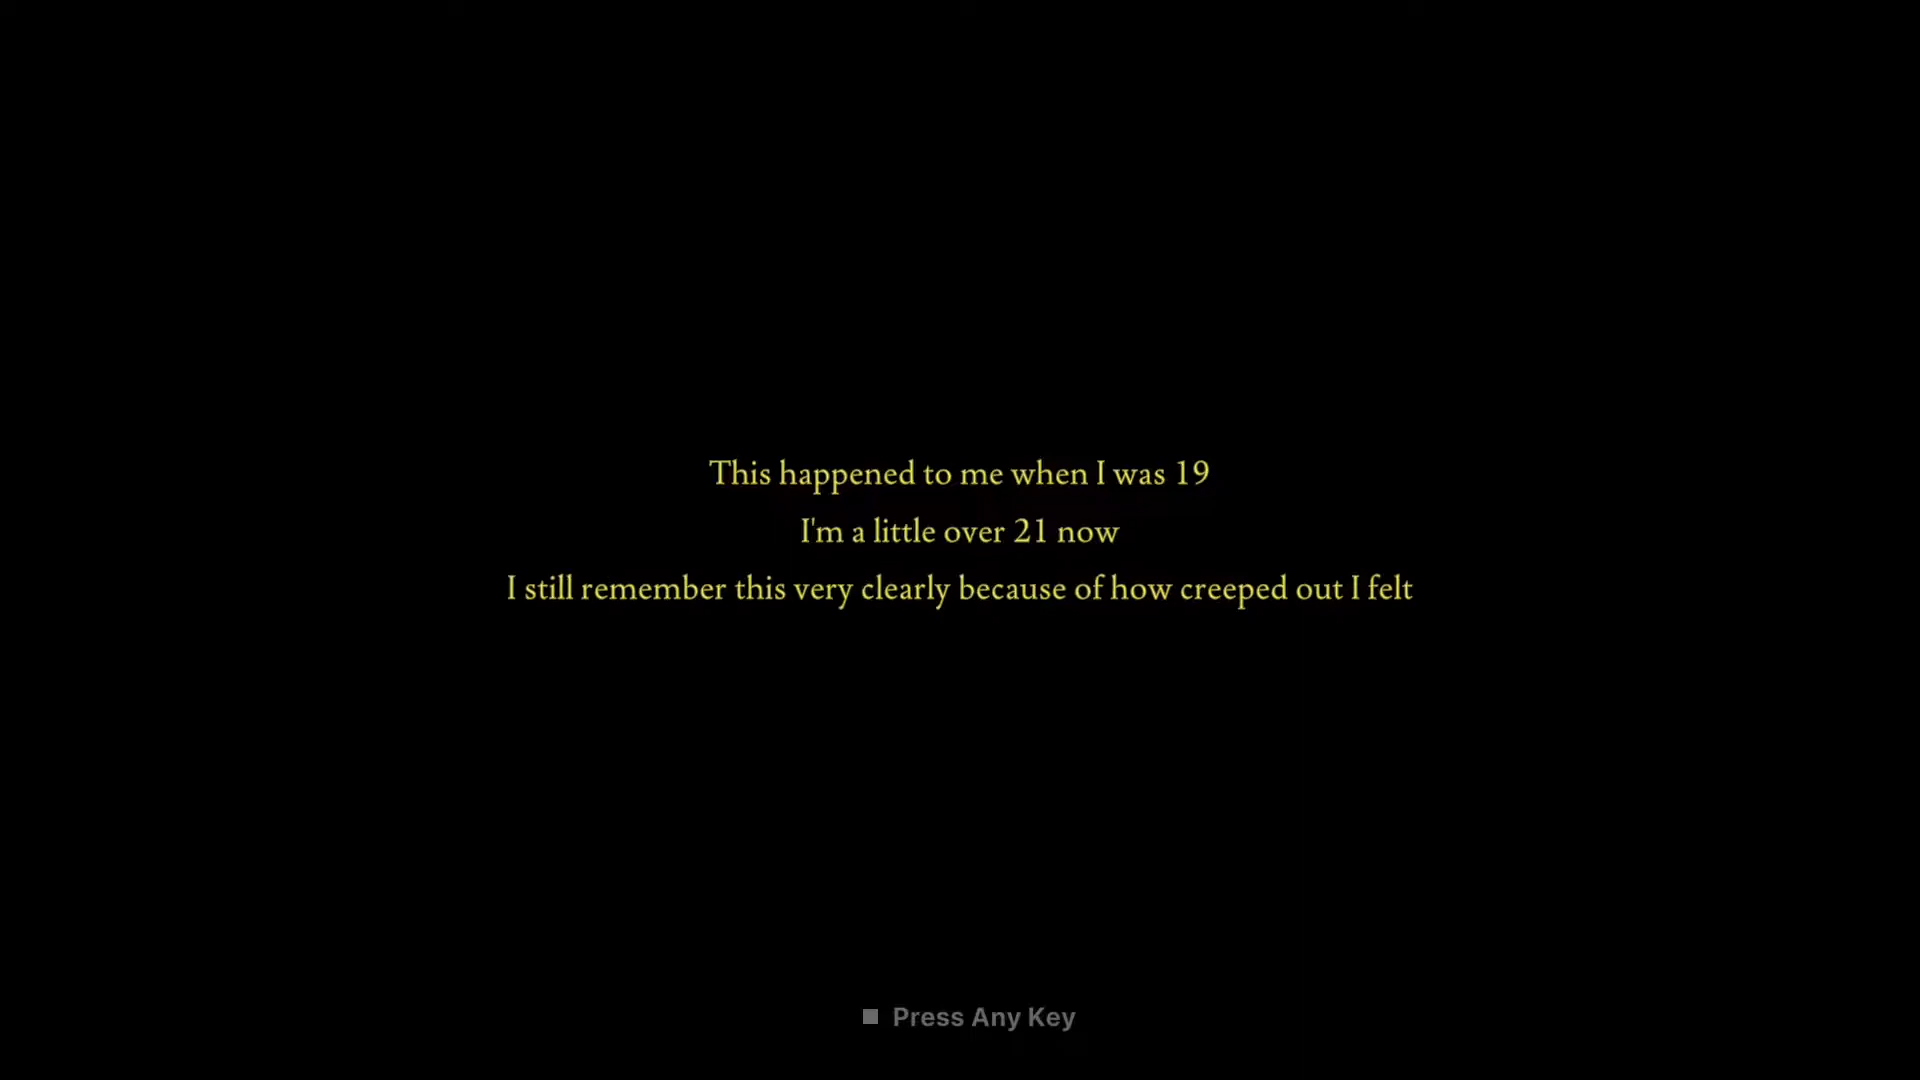 This happened to me when I was 19
I'm a little over 21 now
I still remember this very clearly because of how creeped out I felt
Press Any Key